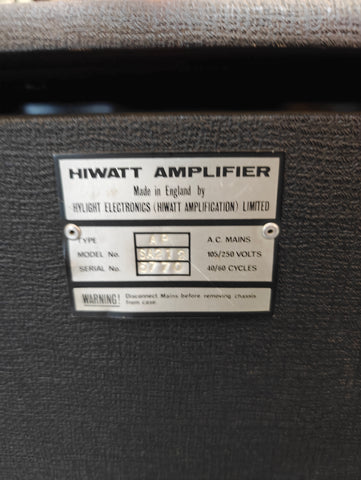 HIWATT AMPLIFIER
Made in England by
HYLIGHT ELECTRONICS (HIWATT AMPLIFICATION) LIMITED
TYPE A.C. MAINS
MODEL No. SA212 105/250 VOLTS
SERIAL No. 40/60 CYCLES
WARNING! Disconnect Mains before removing chassis
from case.